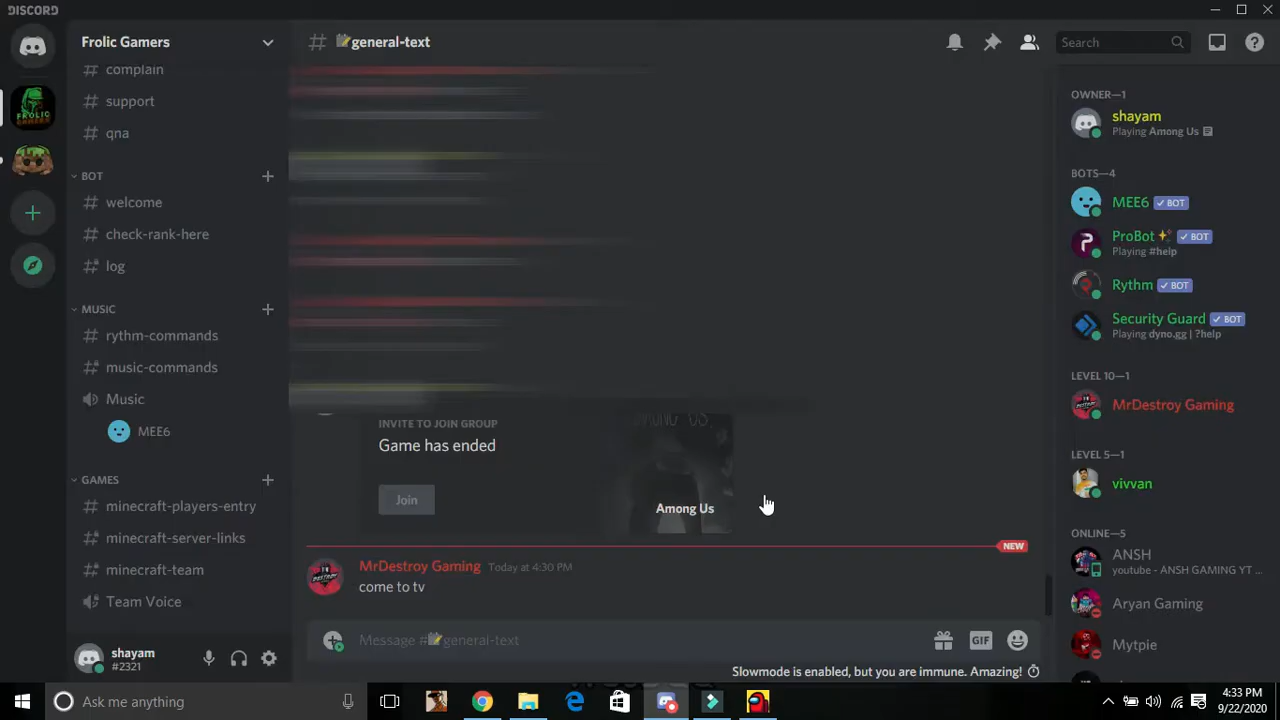 DISCORD
Frolic Gamers
complain
support
qna
BOT
welcome
check-rank-here
log
MUSIC
rythm-commands
music-commands
Music
MEE6
GAMES
minecraft-players-entry
minecraft-server-links
minecraft-team
Team Voice
shayam
#2321
general-text
Search
INVITE TO JOIN GROUP
Game has ended
Join
Among Us
NEW
MrDestroy Gaming Today at 4:30 PM
come to tv
Message #general-text
GIF
Slowmode is enabled, but you are immune. Amazing!
OWNER—1
shayam
Playing Among Us
BOTS—4
MEE6 BOT
ProBot BOT
Playing #help
Rythm BOT
Security Guard BOT
Playing dyno.gg | ?help
LEVEL 10—1
MrDestroy Gaming
LEVEL 5—1
vivvan
ONLINE—5
ANSH
youtube - ANSH GAMING YT ...
Aryan Gaming
Mytpie
Ask me anything
4:33 PM
9/22/2020